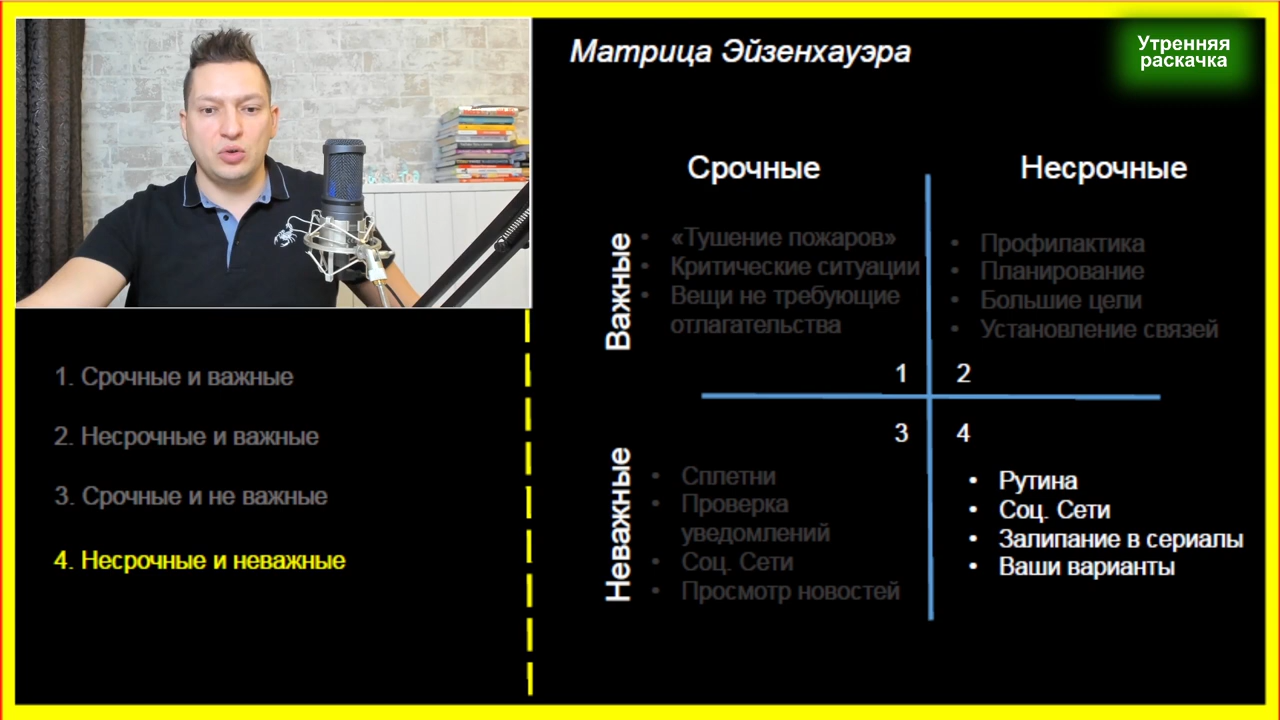 Матрица Эйзенхауэра
Утренняя
раскачка
Срочные
Несрочные
Важные
• «Тушение пожаров»
• Критические ситуации
• Вещи не требующие
отлагательства
• Профилактика
• Планирование
• Большие цели
• Установление связей
1
2
3
4
Неважные
• Сплетни
• Проверка
уведомлений
• Соц. Сети
• Просмотр новостей
• Рутина
• Соц. Сети
• Залипание в сериалы
• Ваши варианты
1. Срочные и важные
2. Несрочные и важные
3. Срочные и не важные
4. Несрочные и неважные